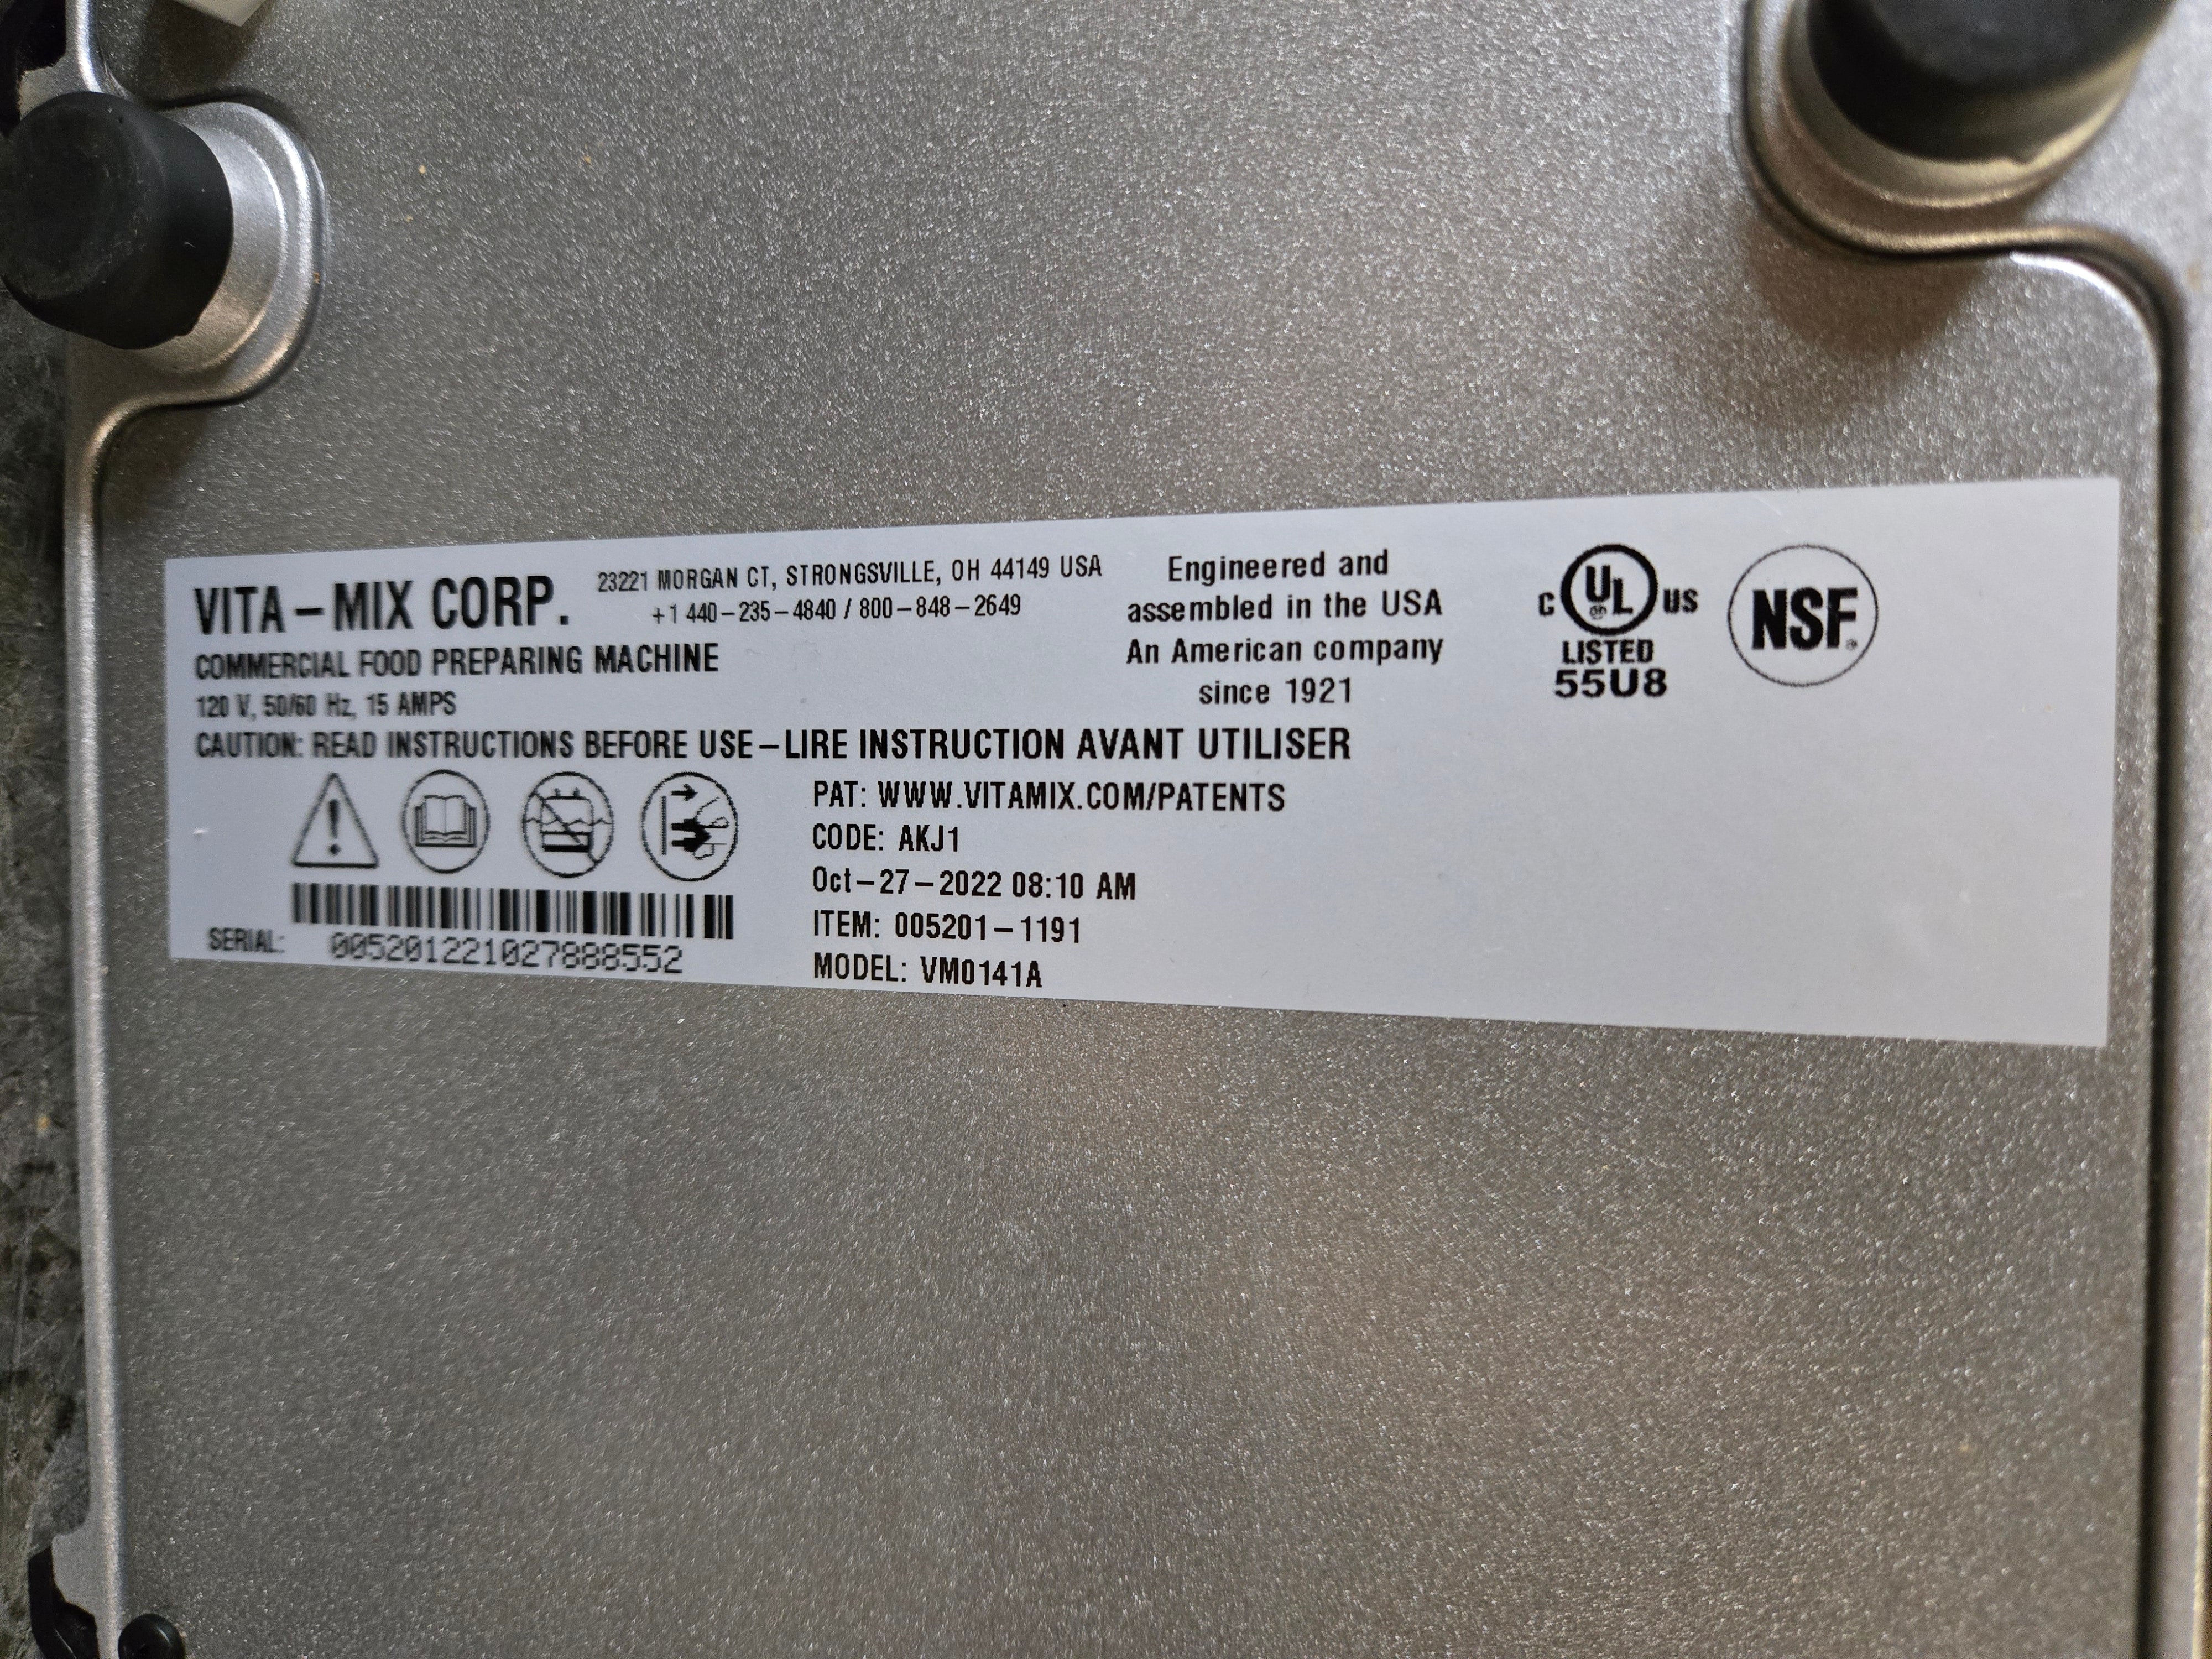 VITA-MIX CORP.
23221 MORGAN CT, STRONGSVILLE, OH 44149 USA
+1 440-235-4840 / 800-848-2649
COMMERCIAL FOOD PREPARING MACHINE
120 V, 50/60 Hz, 15 AMPS
Engineered and
assembled in the USA
An American company
since 1921
C UL US
LISTED
55U8
NSF
CAUTION: READ INSTRUCTIONS BEFORE USE-LIRE INSTRUCTION AVANT UTILISER
PAT: WWW.VITAMIX.COM/PATENTS
CODE: AKJ1
Oct-27-2022 08:10 AM
ITEM: 005201-1191
MODEL: VM0141A
SERIAL: 005201221027888552